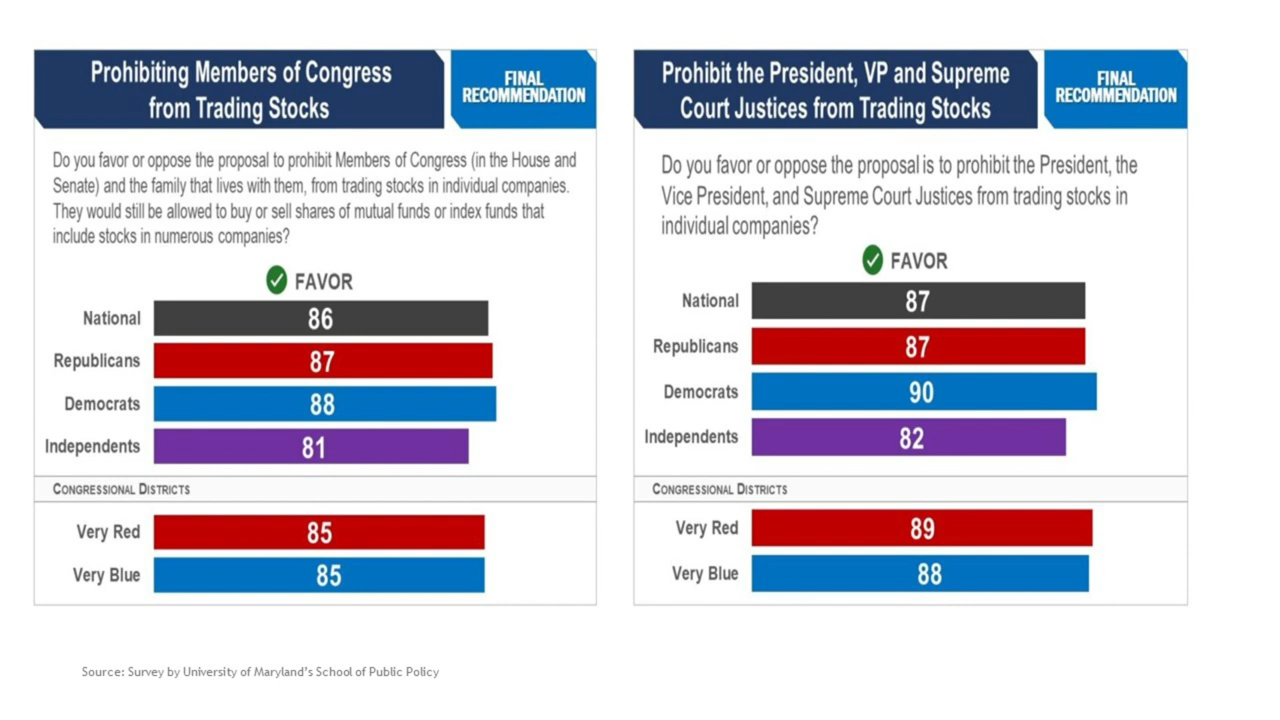 Prohibiting Members of Congress
from Trading Stocks
FINAL
RECOMMENDATION
Do you favor or oppose the proposal to prohibit Members of Congress (in the House and
Senate) and the family that lives with them, from trading stocks in individual companies.
They would still be allowed to buy or sell shares of mutual funds or index funds that
include stocks in numerous companies?
FAVOR
National 86
Republicans 87
Democrats 88
Independents 81
CONGRESSIONAL DISTRICTS
Very Red 85
Very Blue 85
Prohibit the President, VP and Supreme
Court Justices from Trading Stocks
FINAL
RECOMMENDATION
Do you favor or oppose the proposal is to prohibit the President, the
Vice President, and Supreme Court Justices from trading stocks in
individual companies?
FAVOR
National 87
Republicans 87
Democrats 90
Independents 82
CONGRESSIONAL DISTRICTS
Very Red 89
Very Blue 88
Source: Survey by University of Maryland's School of Public Policy